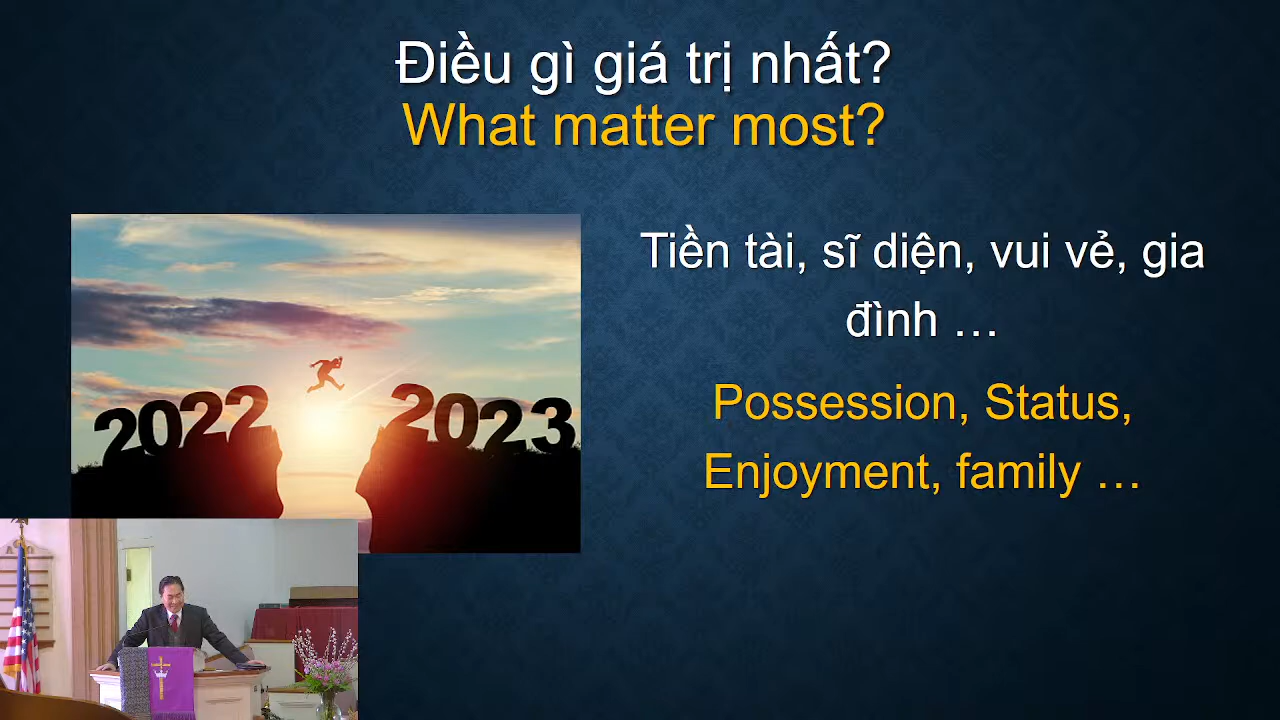 Điều gì giá trị nhất?
What matter most?
Tiền tài, sĩ diện, vui vẻ, gia
đình …
Possession, Status,
Enjoyment, family …
2022 2023